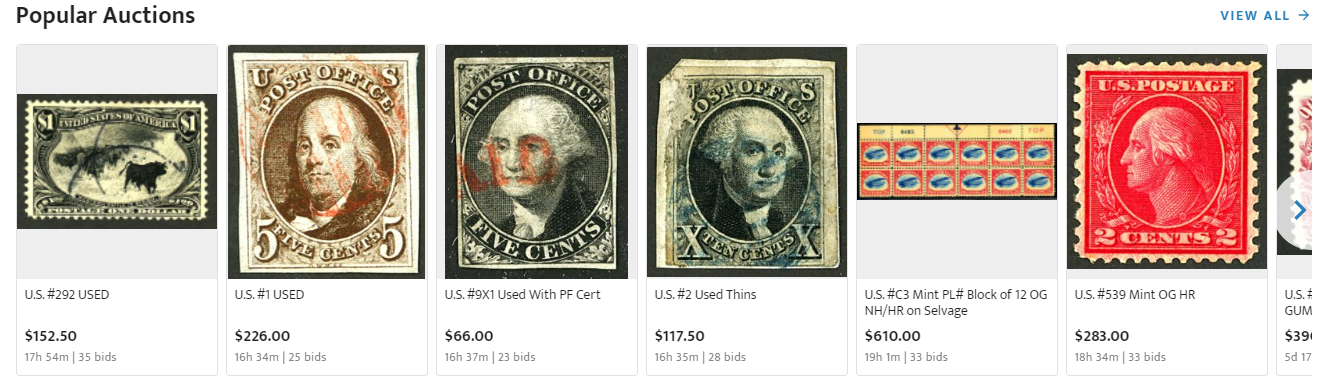 Popular Auctions
VIEW ALL
$1 UNITED STATES OF AMERICA $1
POSTAGE ONE DOLLAR
U POST OFFICE S
5 FIVE CENTS 5
POST OFFICE
FIVE CENTS
POST OFFICE S
X TEN CENTS X
TOP
TOP
U.S. POSTAGE
2 CENTS 2
U.S. #292 USED
$152.50
17h 54m | 35 bids
U.S. #1 USED
$226.00
16h 34m | 25 bids
U.S. #9X1 Used With PF Cert
$66.00
16h 37m | 23 bids
U.S. #2 Used Thins
$117.50
16h 35m | 28 bids
U.S. #C3 Mint PL# Block of 12 OG
NH/HR on Selvage
$610.00
19h 1m | 33 bids
U.S. #539 Mint OG HR
$283.00
18h 34m | 33 bids
U.S. #
GUM
5d 17